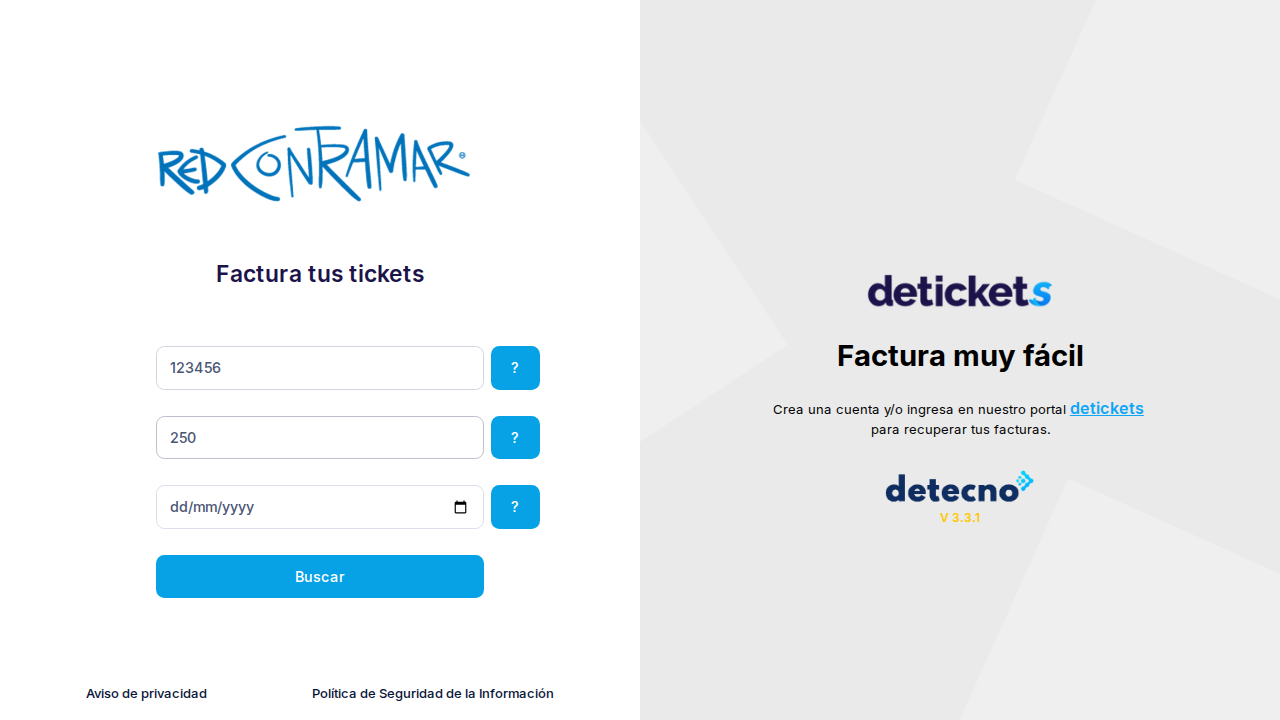 RED CONTRAMAR®
Factura tus tickets
123456
?
250
?
dd/mm/yyyy
?
Buscar
Aviso de privacidad
Política de Seguridad de la Información
detickets
Factura muy fácil
Crea una cuenta y/o ingresa en nuestro portal detickets
para recuperar tus facturas.
detecno
V 3.3.1